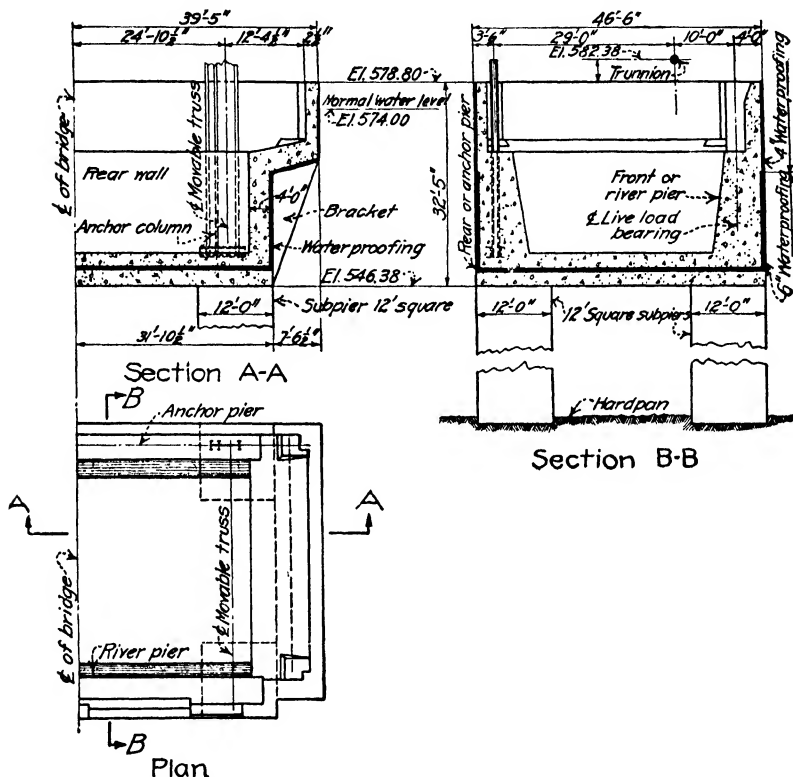 39'-5"
24'-10½"
12'-4½"
El. 578.80
Normal water level
El. 574.00
℄ of bridge
℄ Movable truss
Rear wall
4'-0"
Anchor column
Bracket
Waterproofing
El. 546.38
12'-0"
Subpier 12' square
31'-10½"
7'-6½"
Section A-A
46'-6"
29'-0"
10'-0"
4'-0"
El. 582.38
Trunnion
32'-5"
Rear or anchor pier
Front or
river pier
℄ Live load
bearing
4" Waterproofing
6" Waterproofing
12'-0"
12' Square subpiers
12'-0"
Hardpan
Section B-B
B
Anchor pier
A
A
℄ Movable truss
℄ of bridge
River pier
B
Plan